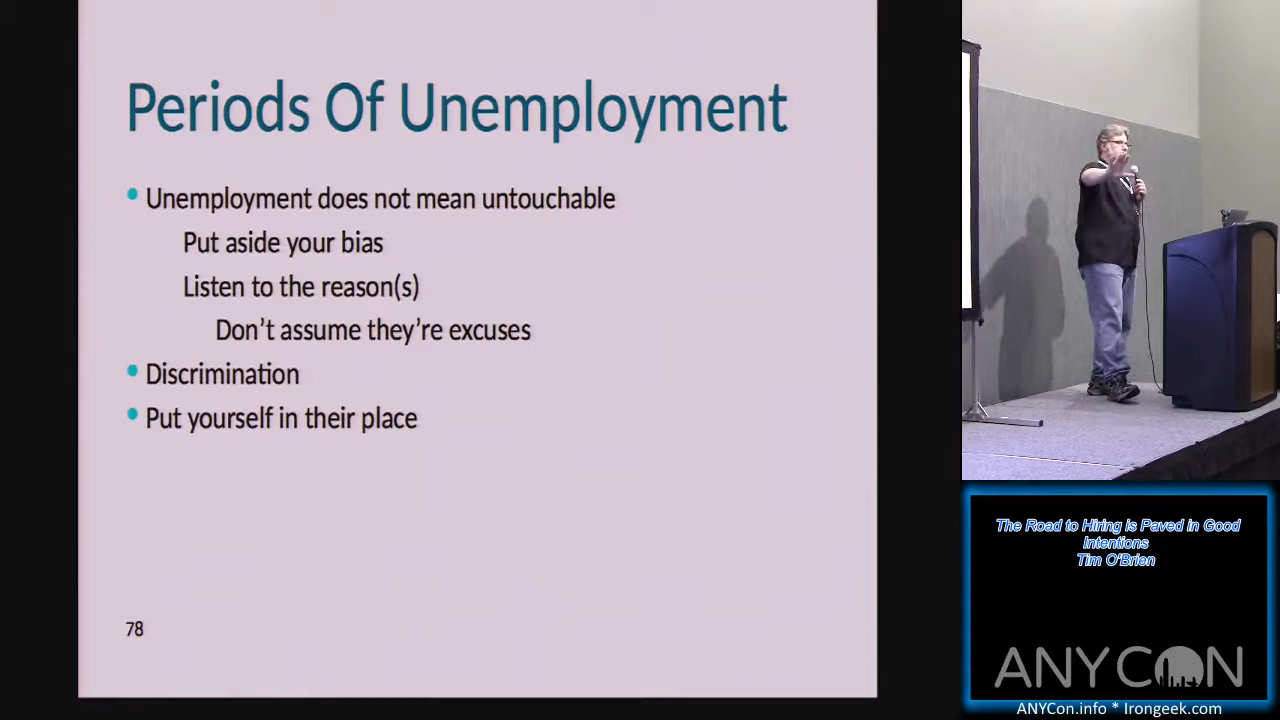 Periods Of Unemployment
Unemployment does not mean untouchable
Put aside your bias
Listen to the reason(s)
Don't assume they're excuses
Discrimination
Put yourself in their place
78
The Road to Hiring is Paved in Good
Intentions
Tim O'Brien
ANYCON
ANYCon.info * Irongeek.com